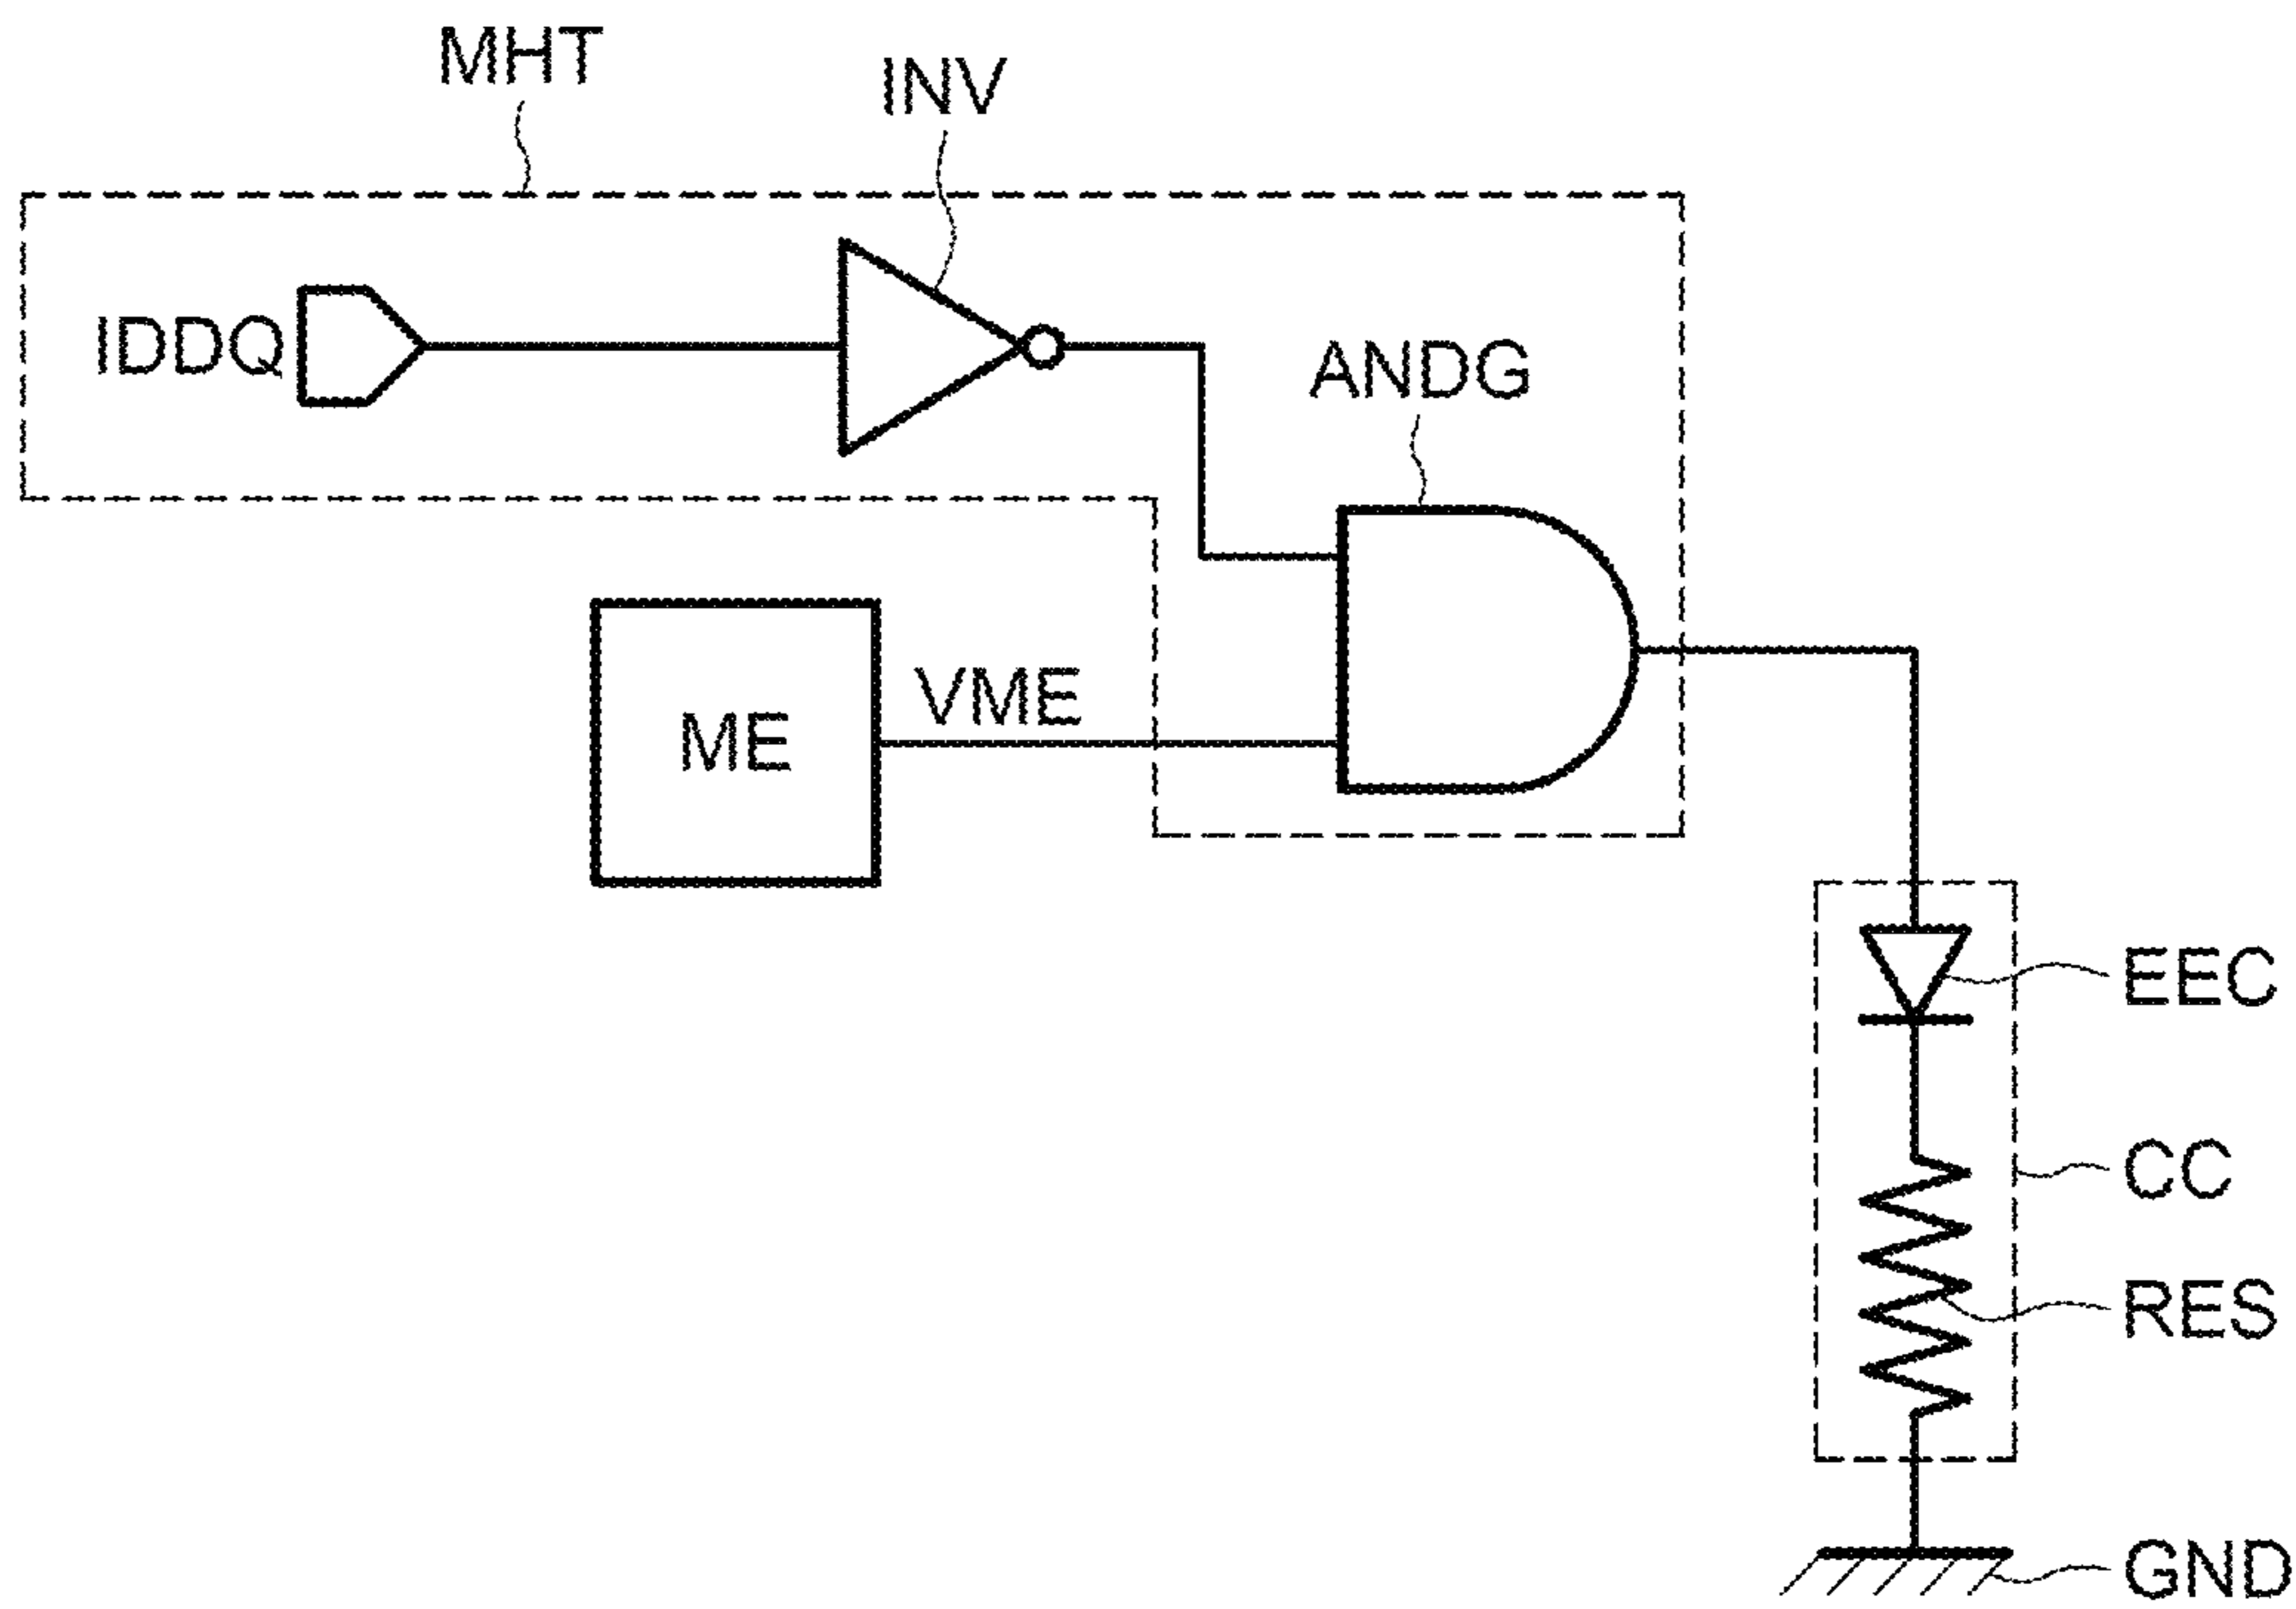 MHT
INV
IDDQ
ANDG
ME
VME
EEC
CC
RES
GND